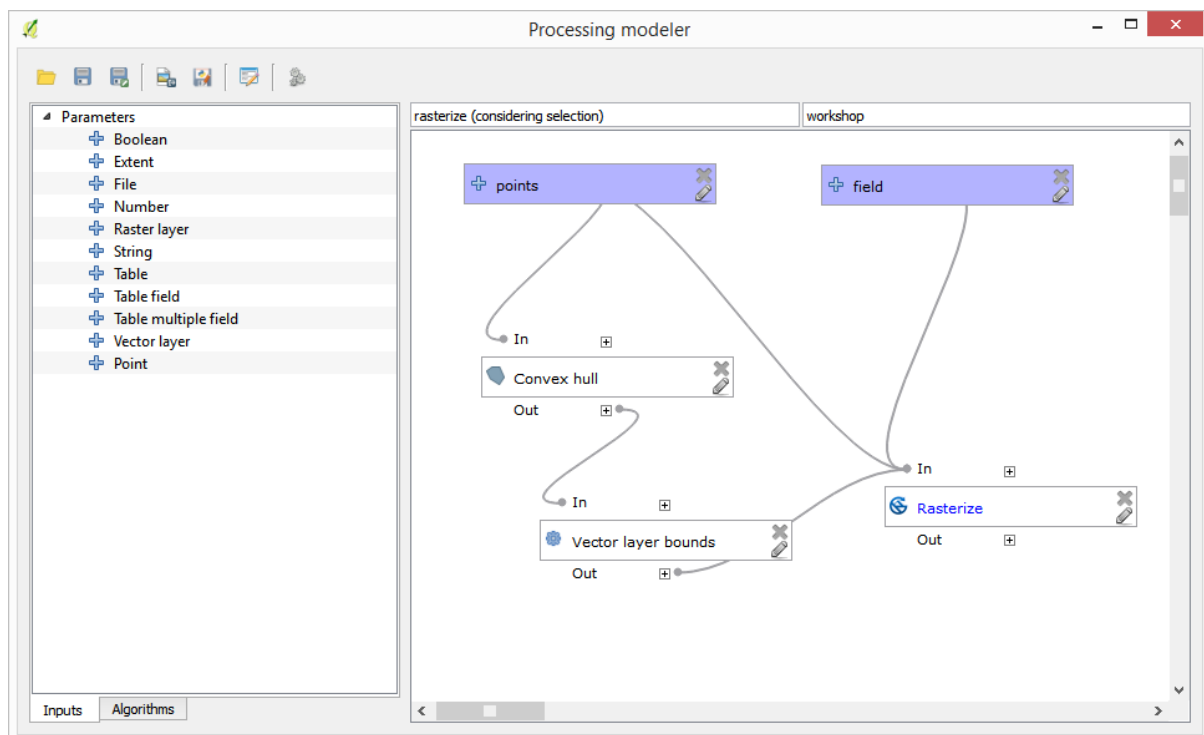 Processing modeler
Parameters
Boolean
Extent
File
Number
Raster layer
String
Table
Table field
Table multiple field
Vector layer
Point
Inputs
Algorithms
rasterize (considering selection)
workshop
points
field
In
Convex hull
Out
In
Vector layer bounds
Out
In
Rasterize
Out